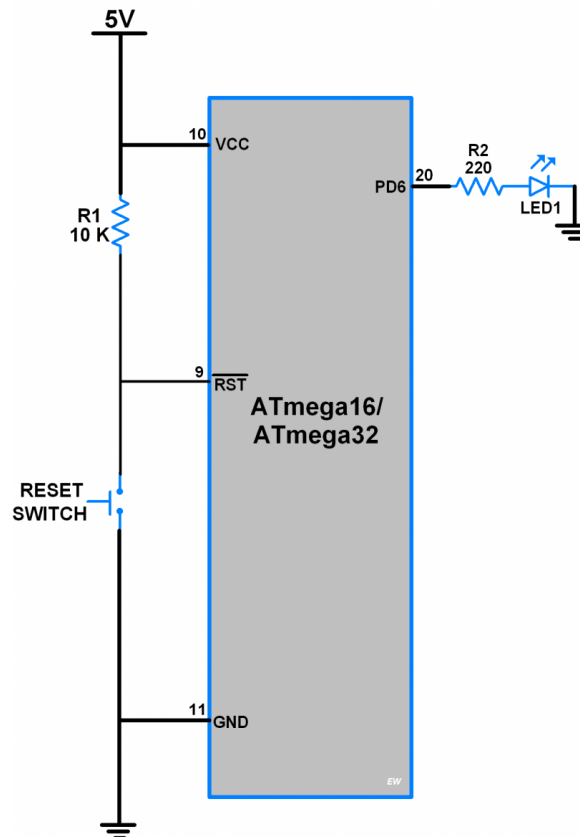 5V
10
VCC
R1
10 K
9
RST
RESET
SWITCH
11
GND
ATmega16/
ATmega32
20
PD6
R2
220
LED1
EW